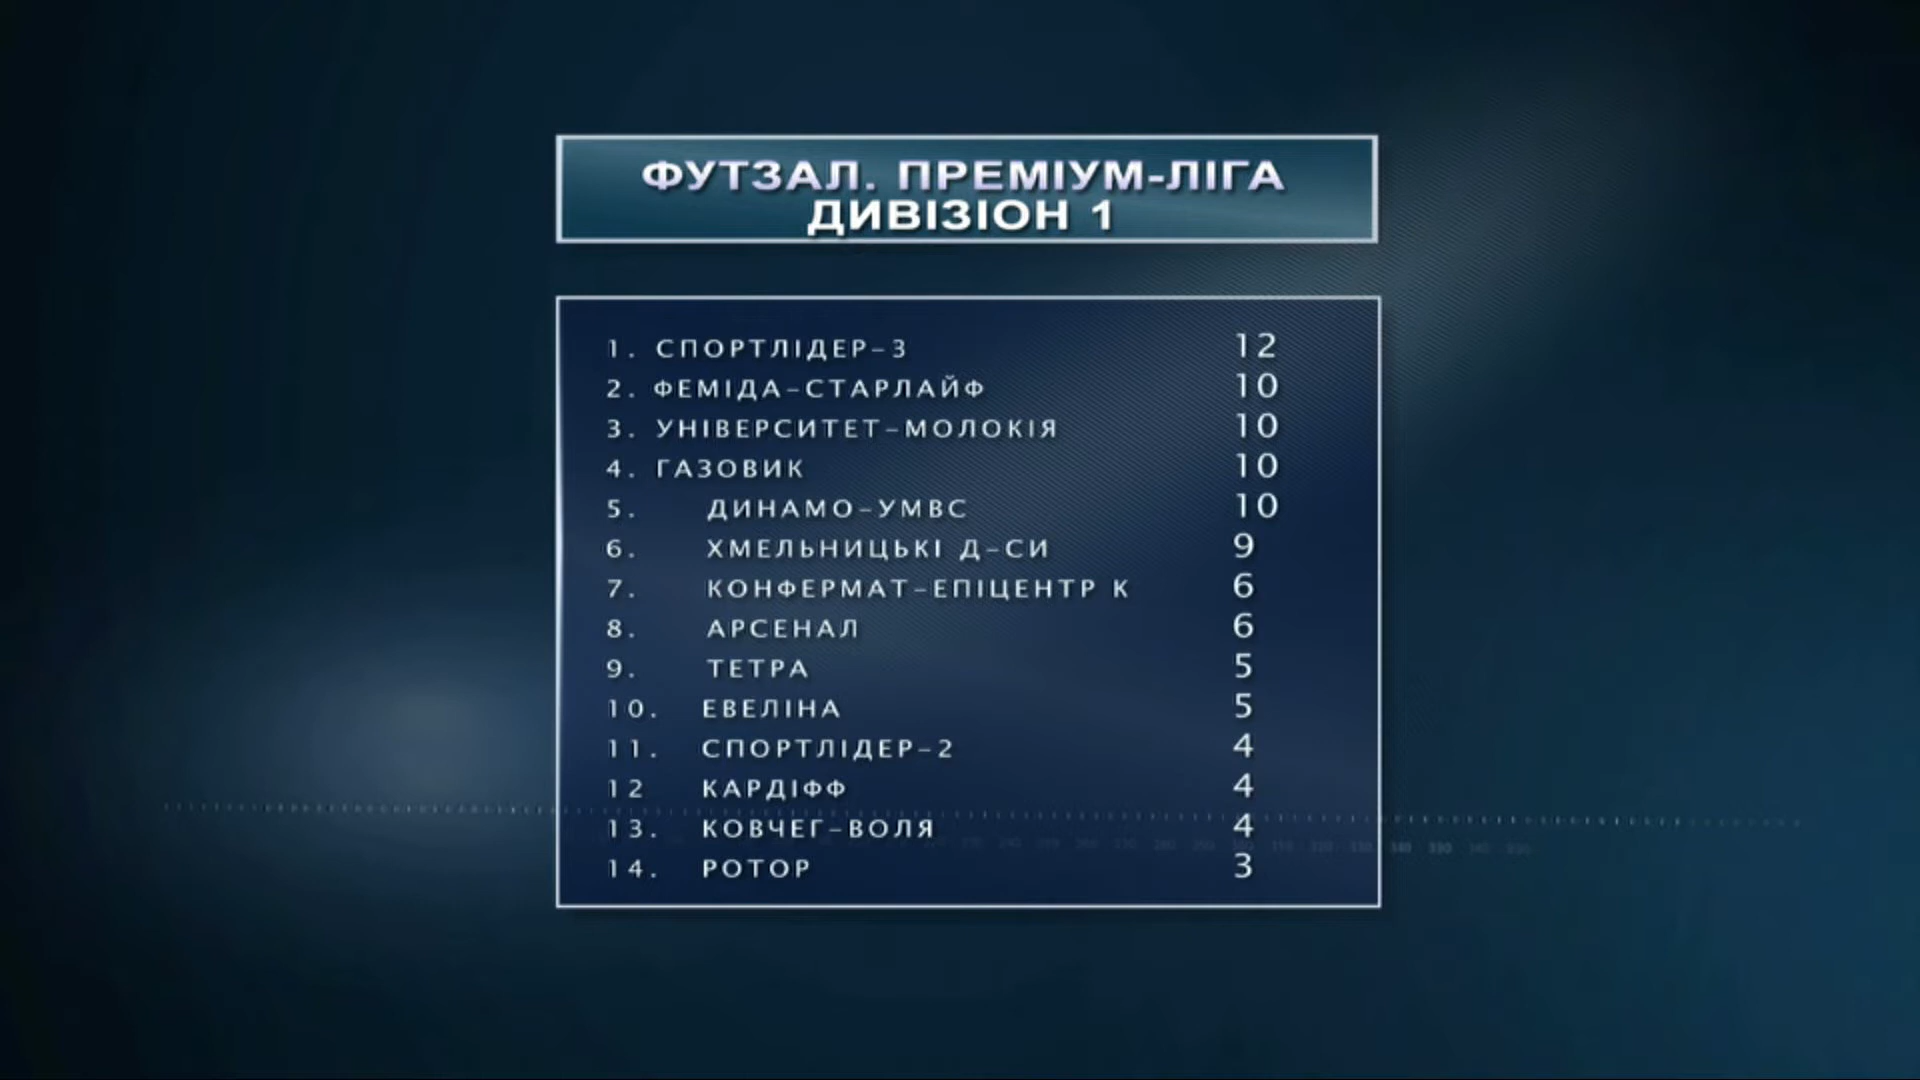 ФУТЗАЛ. ПРЕМІУМ-ЛІГА
ДИВІЗІОН 1
1. СПОРТЛІДЕР-3 12
2. ФЕМІДА-СТАРЛАЙФ 10
3. УНІВЕРСИТЕТ-МОЛОКІЯ 10
4. ГАЗОВИК 10
5. ДИНАМО-УМВС 10
6. ХМЕЛЬНИЦЬКІ Д-СИ 9
7. КОНФЕРМАТ-ЕПІЦЕНТР К 6
8. АРСЕНАЛ 6
9. ТЕТРА 5
10. ЕВЕЛІНА 5
11. СПОРТЛІДЕР-2 4
12 КАРДІФФ 4
13. КОВЧЕГ-ВОЛЯ 4
14. РОТОР 3